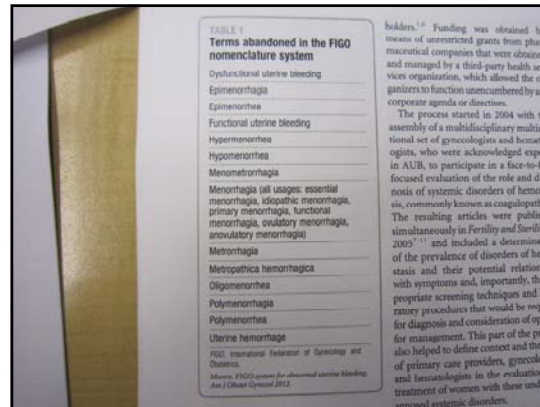 TABLE 1
Terms abandoned in the FIGO
nomenclature system
Dysfunctional uterine bleeding
Epimenorrhagia
Epimenorrhea
Functional uterine bleeding
Hypermenorrhea
Hypomenorrhea
Menometrorrhagia
Menorrhagia (all usages: essential
menorrhagia, idiopathic menorrhagia,
primary menorrhagia, functional
menorrhagia, ovulatory menorrhagia,
anovulatory menorrhagia)
Metrorrhagia
Metropathica hemorrhagica
Oligomenorrhea
Polymenorrhagia
Polymenorrhea
Uterine hemorrhage
FIGO, International Federation of Gynecology and
Obstetrics.
Munro. FIGO system for abnormal uterine bleeding.
Am J Obstet Gynecol 2012.
holders. Funding was obtained
means of unrestricted grants from
maceutical companies that were
and managed by a third-party health
vices organization, which allowed the
ganizers to function unencumbered by
corporate agenda or directives.
The process started in 2004 with
assembly of a multidisciplinary
tional set of gynecologists and
ogists, who were acknowledged
in AUB, to participate in a
focused evaluation of the role and
nosis of systemic disorders of
sis, commonly known as
The resulting articles were
simultaneously in Fertility and
2005 and included a
of the prevalence of disorders of
stasis and their potential
with symptoms and, importantly,
propriate screening techniques and
ratory procedures that would be
for diagnosis and consideration of
for management. This part of the
also helped to define context and the
of primary care providers,
and hematologists in the
treatment of women with these
systemic disorders.